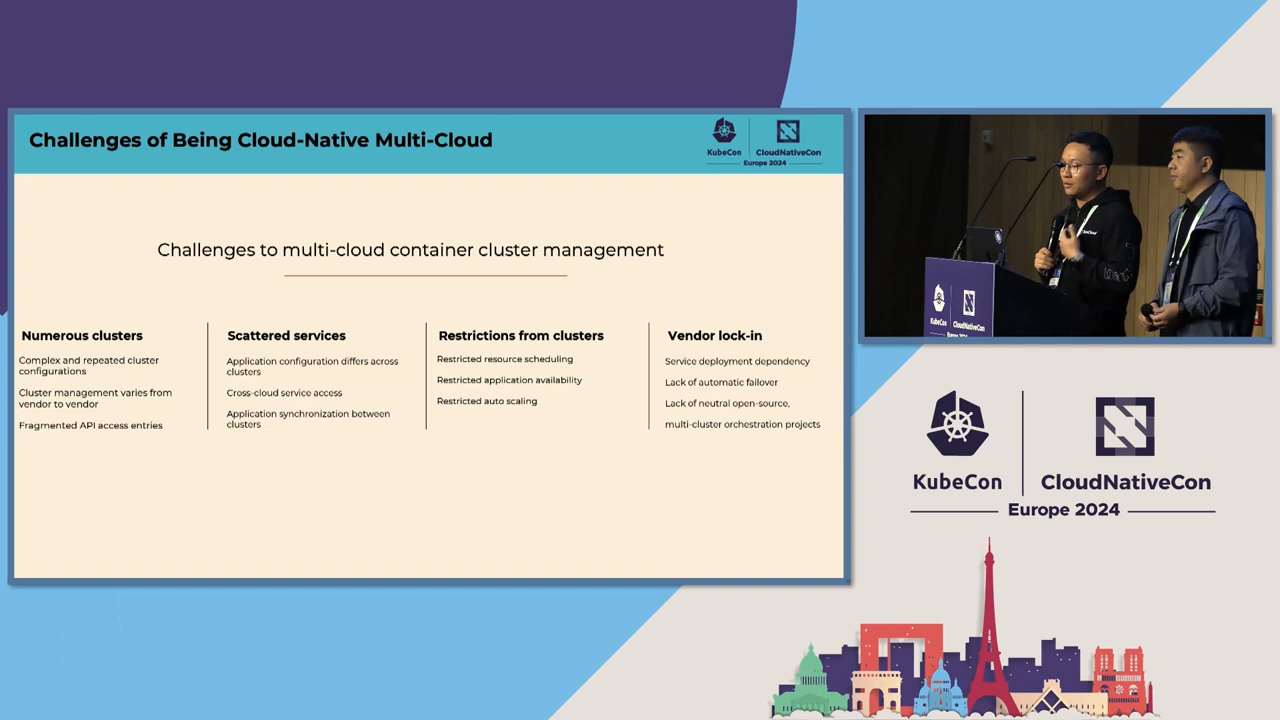 Challenges of Being Cloud-Native Multi-Cloud
KubeCon
CloudNativeCon
Europe 2024
Challenges to multi-cloud container cluster management
Numerous clusters
Complex and repeated cluster
configurations
Cluster management varies from
vendor to vendor
Fragmented API access entries
Scattered services
Application configuration differs across
clusters
Cross-cloud service access
Application synchronization between
clusters
Restrictions from clusters
Restricted resource scheduling
Restricted application availability
Restricted auto scaling
Vendor lock-in
Service deployment dependency
Lack of automatic failover
Lack of neutral open-source,
multi-cluster orchestration projects
KubeCon
CloudNativeCon
KubeCon
CloudNativeCon
Europe 2024